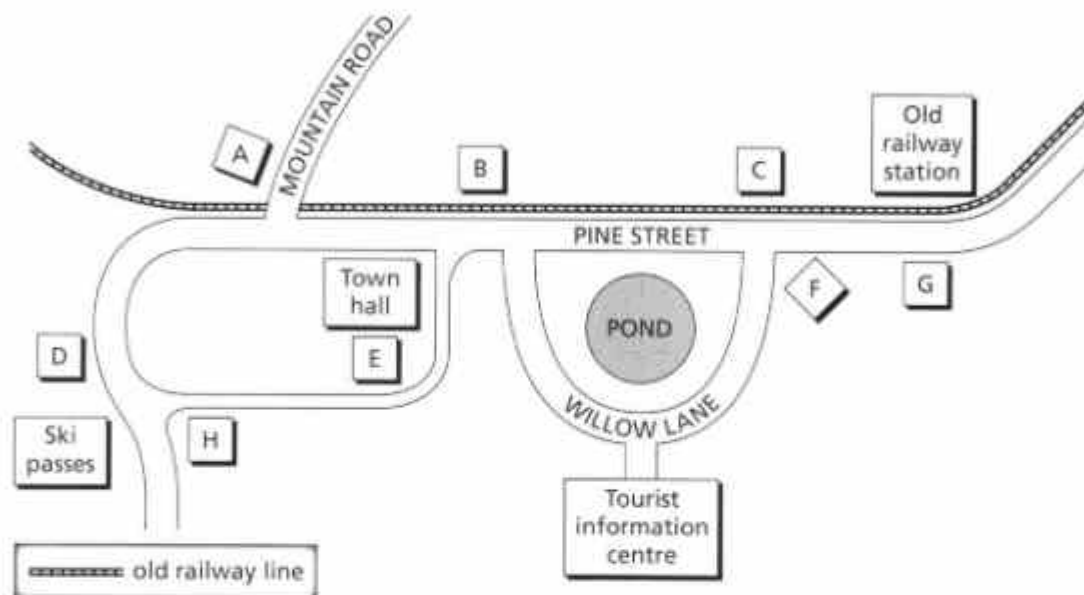 MOUNTAIN ROAD
A
B
C
Old
railway
station
PINE STREET
Town
hall
F
G
POND
D
E
WILLOW LANE
Ski
passes
H
Tourist
information
centre
old railway line